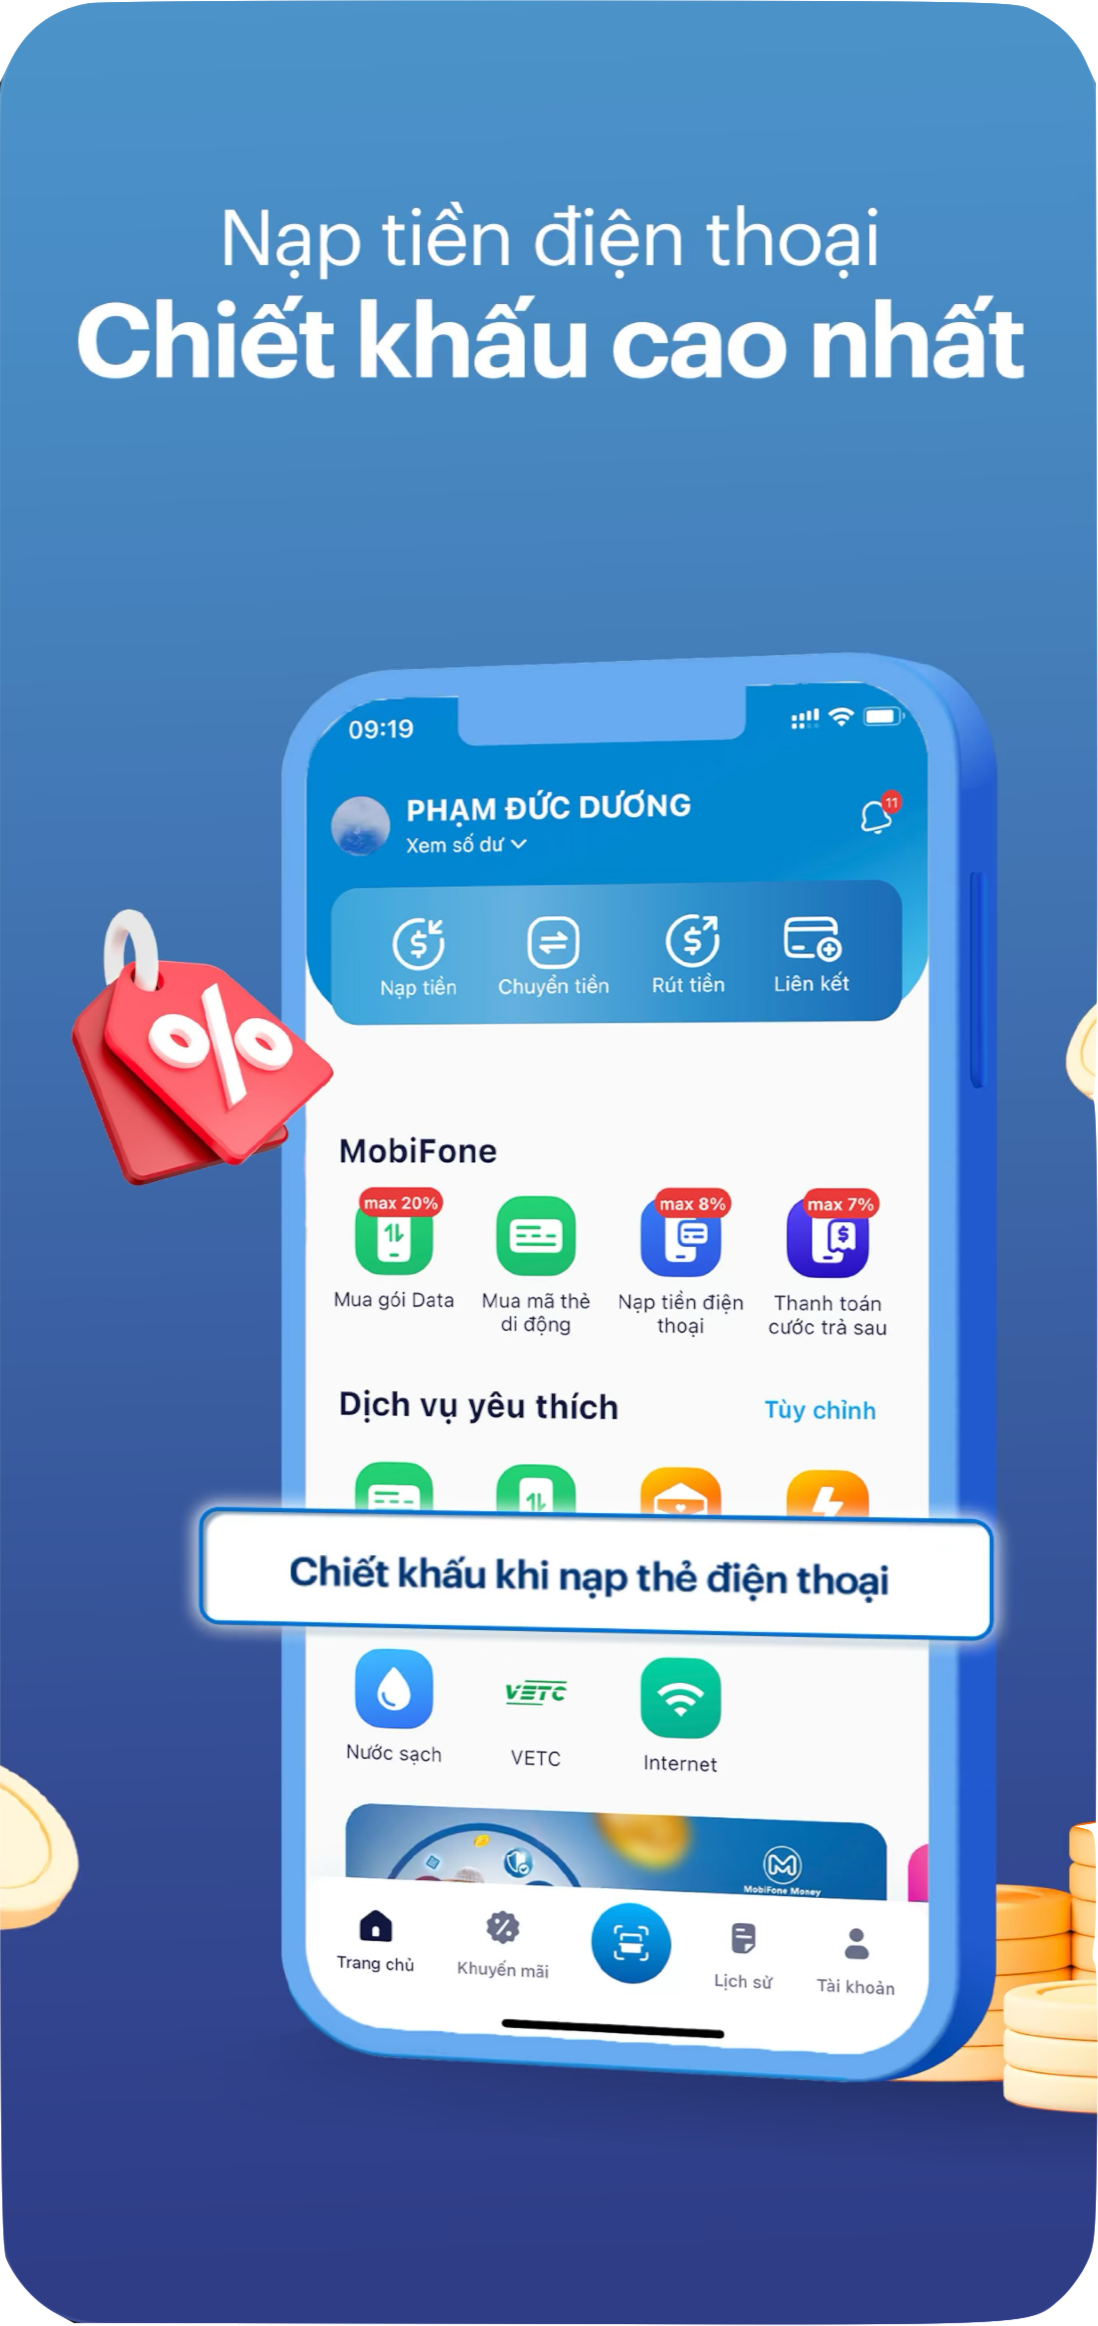 Nạp tiền điện thoại
Chiết khấu cao nhất
09:19
PHẠM ĐỨC DƯƠNG
11
Xem số dư
Nạp tiền Chuyển tiền Rút tiền Liên kết
MobiFone
max 20% max 8% max 7%
Mua gói Data Mua mã thẻ Nạp tiền điện Thanh toán
di động thoại cước trả sau
Dịch vụ yêu thích Tùy chỉnh
Chiết khấu khi nạp thẻ điện thoại
VETC
Nước sạch VETC Internet
MobiFone Money
Trang chủ Khuyến mãi Lịch sử Tài khoản